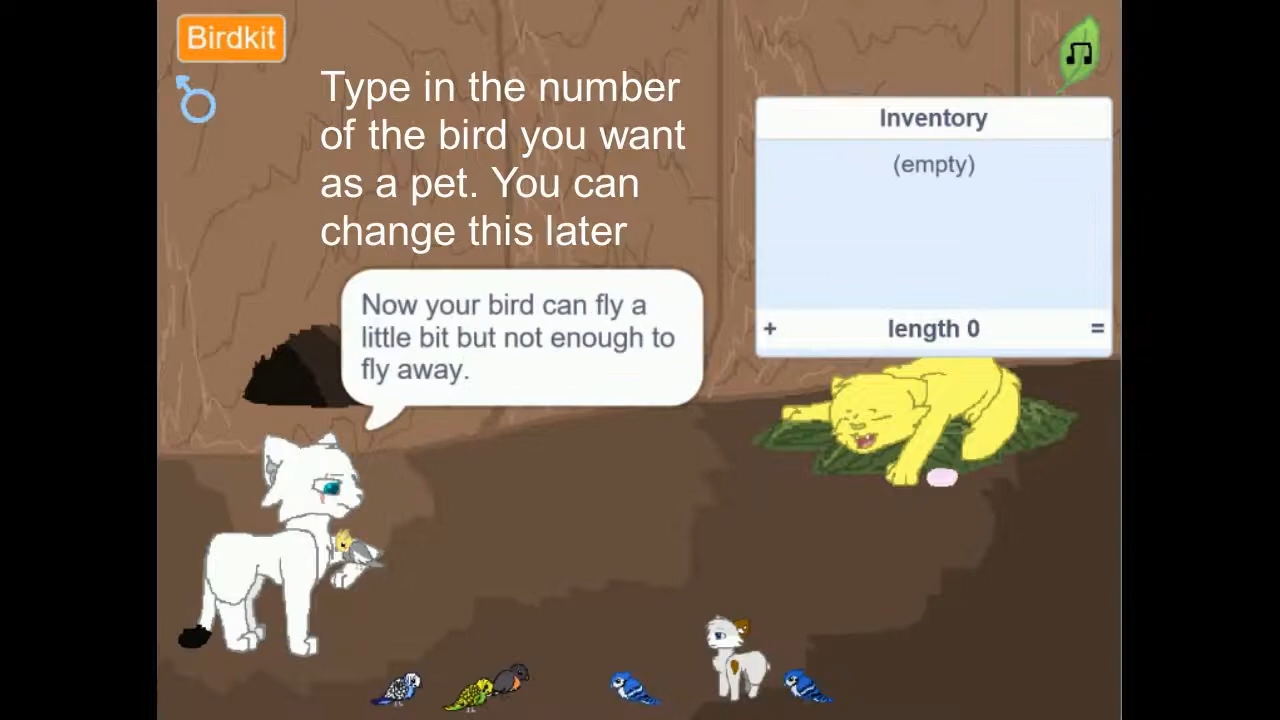 Birdkit
Type in the number
of the bird you want
as a pet. You can
change this later
Inventory
(empty)
+ length 0 =
Now your bird can fly a
little bit but not enough to
fly away.